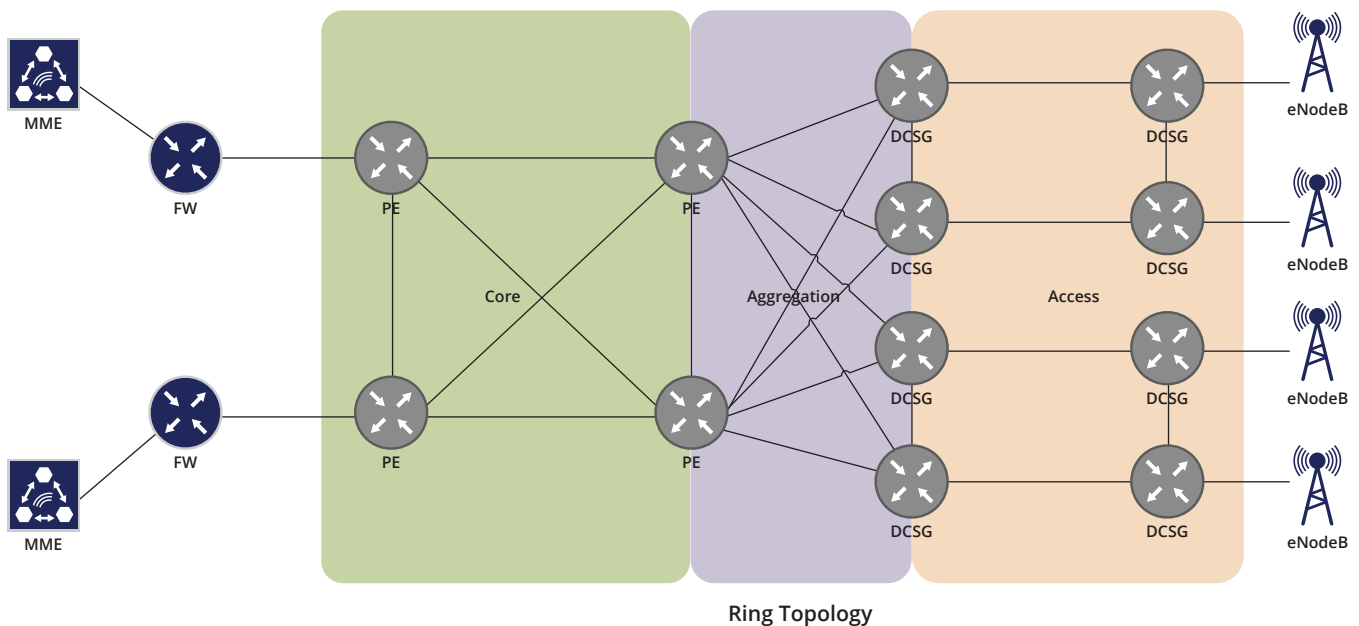 MME
FW
PE
PE
DCSG
DCSG
eNodeB
DCSG
DCSG
eNodeB
Core
Aggregation
Access
DCSG
DCSG
eNodeB
MME
FW
PE
PE
DCSG
DCSG
eNodeB
Ring Topology